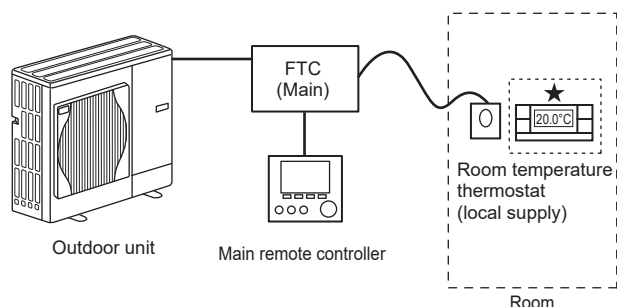 FTC
(Main)
20.0°C
Room temperature
thermostat
(local supply)
Outdoor unit
Main remote controller
Room